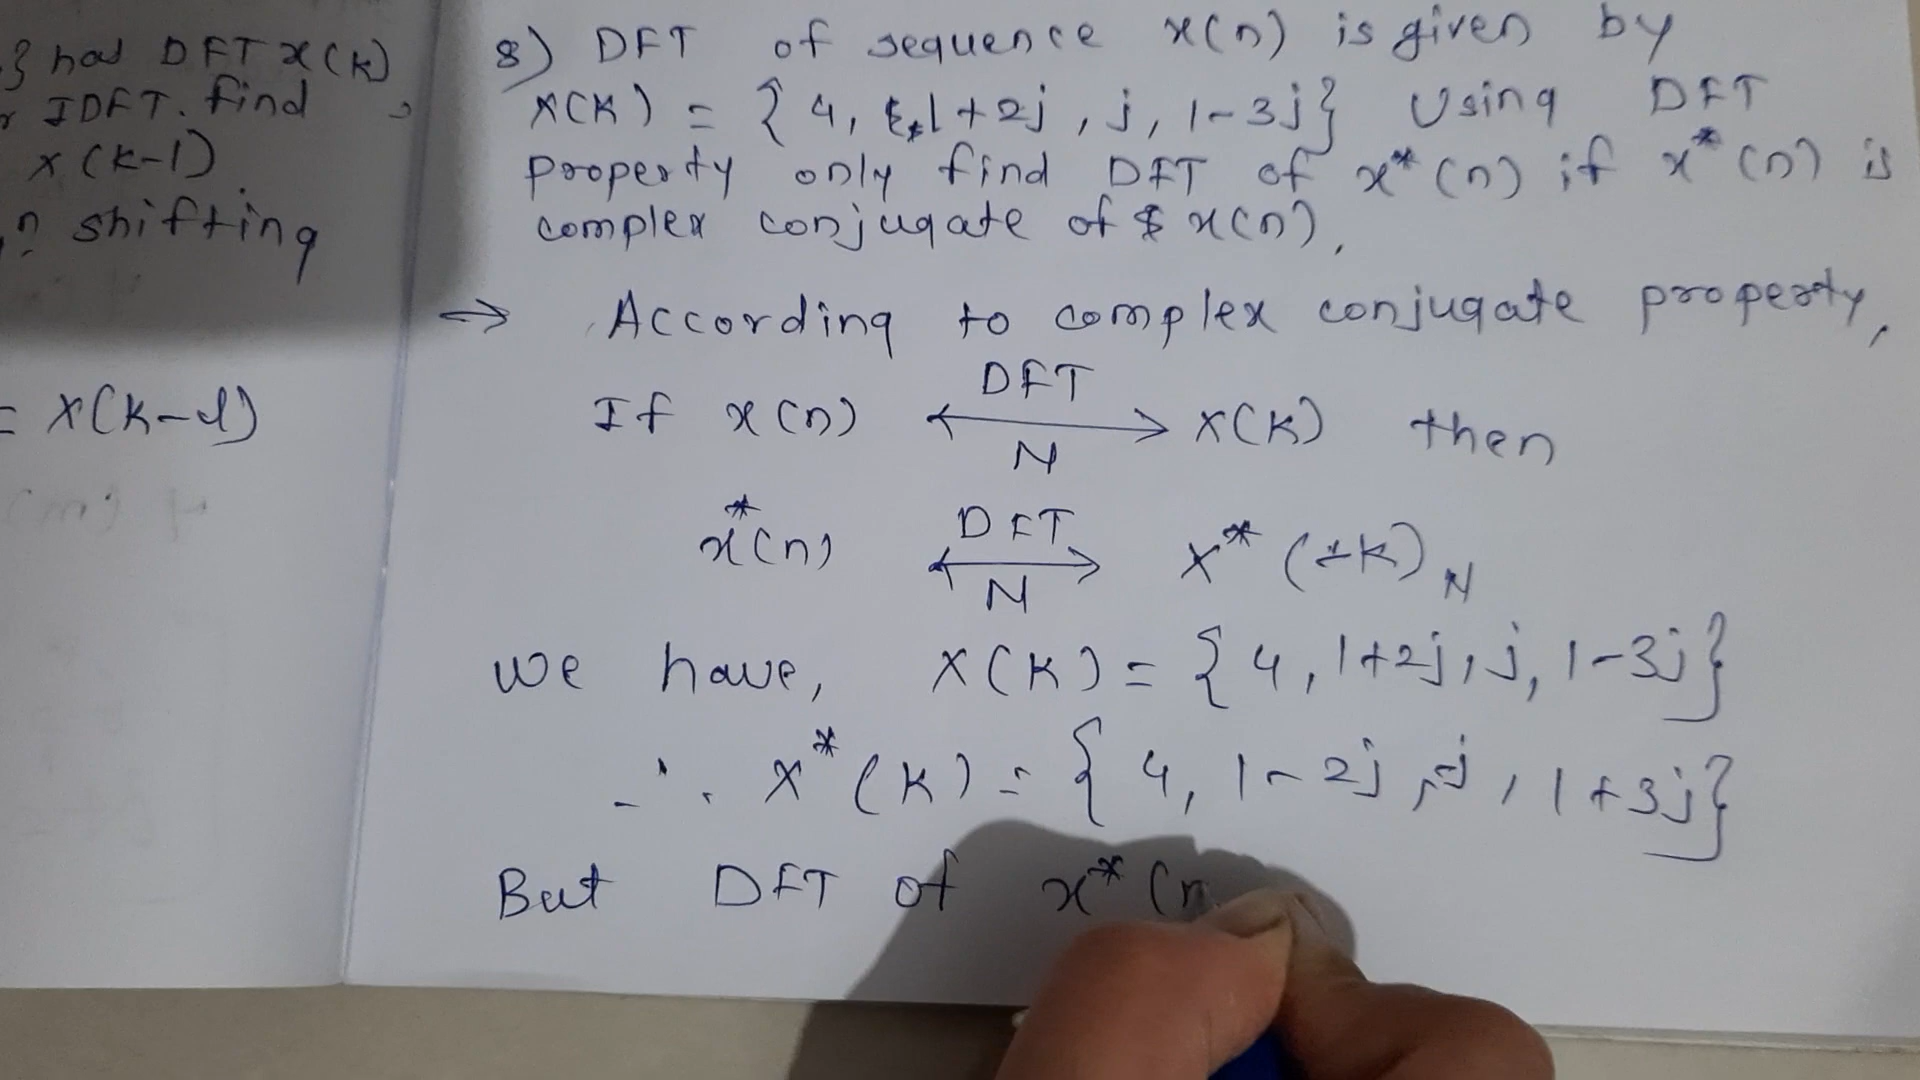 } has DFT x(k)
IDFT. find
x(k-1)
shifting
= X(k-1)
8) DFT of sequence x(n) is given by
X(k) = { 4, 1+2j, j, 1-3j} Using DFT
property only find DFT of x*(n) if x*(n) is
complex conjugate of x(n),
→ According to complex conjugate property,
If x(n) ⟷ X(k) then
DFT
N
x*(n) ⟷ X*(-k)N
DFT
N
we have, X(k) = { 4, 1+2j, j, 1-3j}
∴ X*(k) = { 4, 1-2j, -j, 1+3j}
But DFT of x*(n